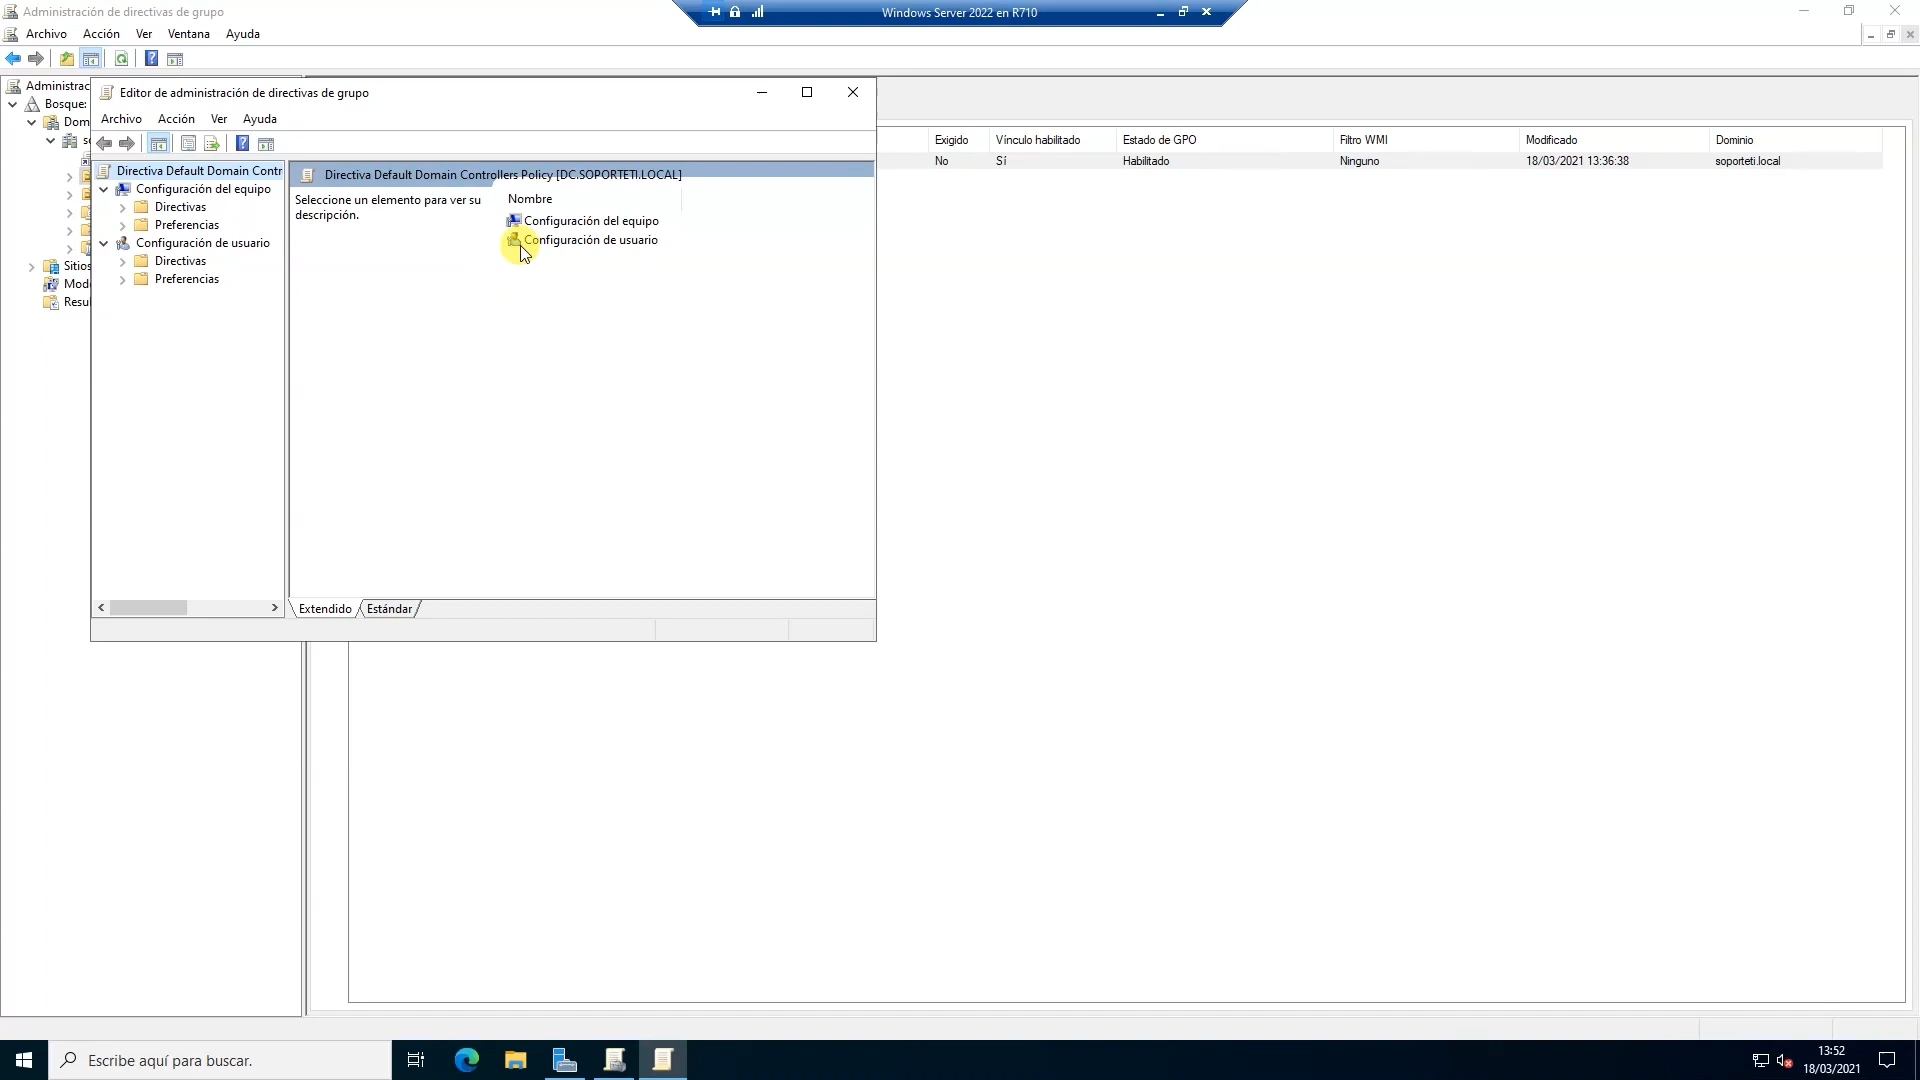 Administración de directivas de grupo
Windows Server 2022 en R710
Archivo Acción Ver Ventana Ayuda
Administrac
Bosque:
Dom
Sitios
Mode
Resul
Editor de administración de directivas de grupo
Archivo Acción Ver Ayuda
Directiva Default Domain Contr
Configuración del equipo
Directivas
Preferencias
Configuración de usuario
Directivas
Preferencias
Directiva Default Domain Controllers Policy [DC.SOPORTETI.LOCAL]
Seleccione un elemento para ver su
descripción.
Nombre
Configuración del equipo
Configuración de usuario
Extendido Estándar
Exigido Vínculo habilitado Estado de GPO Filtro WMI Modificado Dominio
No Sí Habilitado Ninguno 18/03/2021 13:36:38 soporteti.local
Escribe aquí para buscar.
13:52
18/03/2021